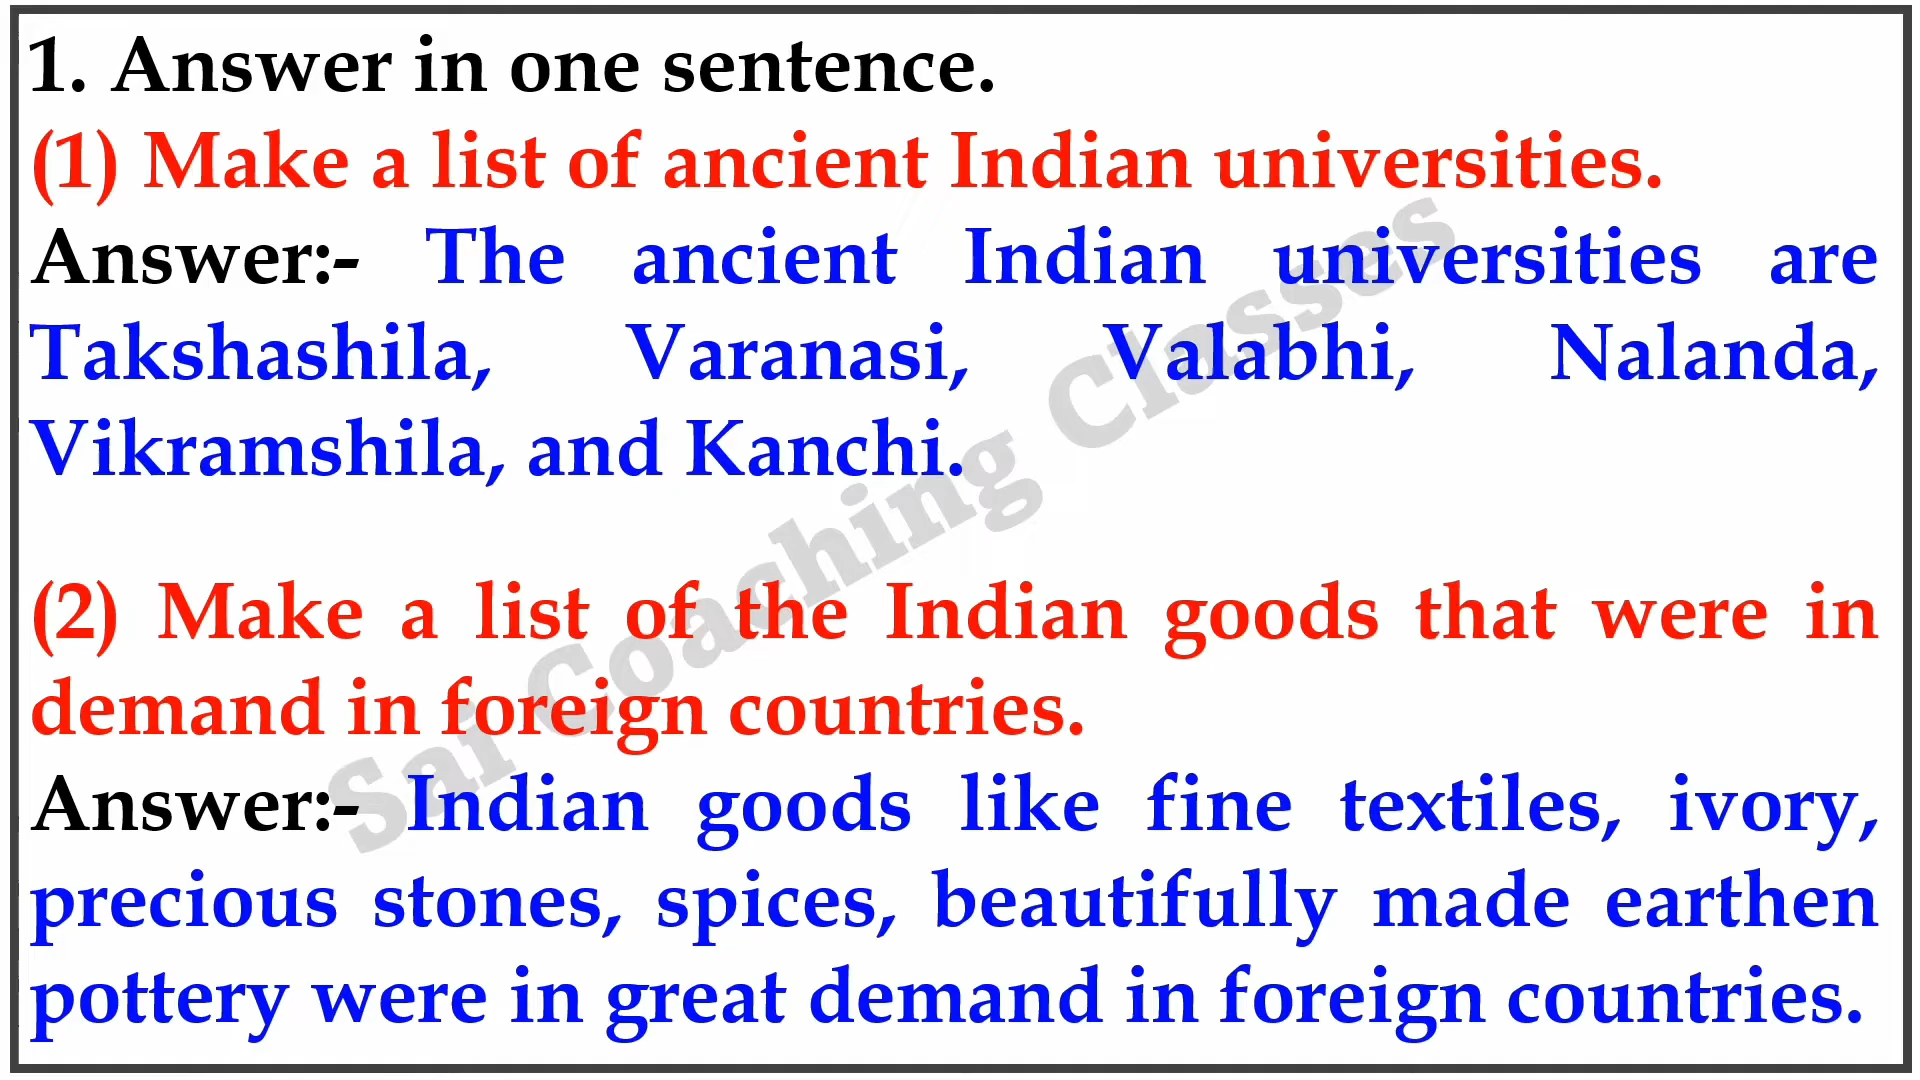 1. Answer in one sentence.
(1) Make a list of ancient Indian universities.
Answer:- The ancient Indian universities are
Takshashila, Varanasi, Valabhi, Nalanda,
Vikramshila, and Kanchi.
(2) Make a list of the Indian goods that were in
demand in foreign countries.
Answer:- Indian goods like fine textiles, ivory,
precious stones, spices, beautifully made earthen
pottery were in great demand in foreign countries.
Sai Coaching Classes